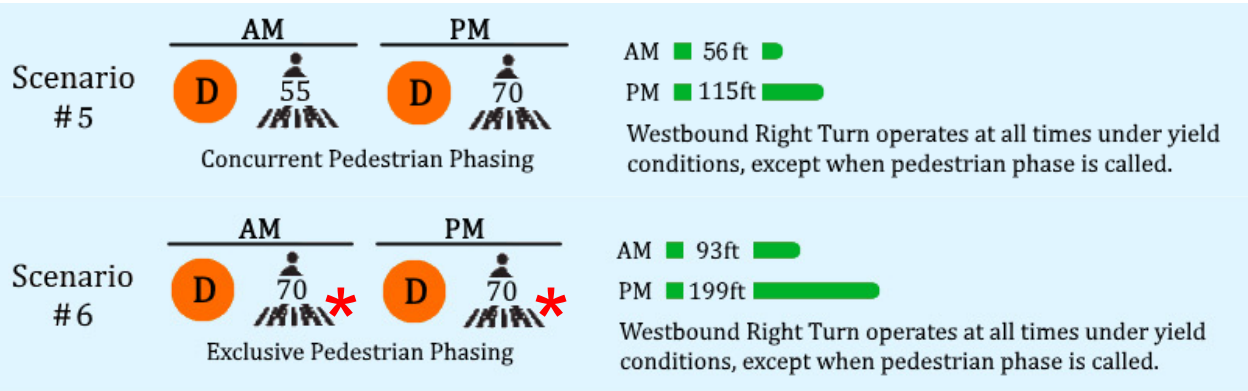 AM PM
Scenario
#5
D 55 D 70
Concurrent Pedestrian Phasing
AM 56 ft
PM 115ft
Westbound Right Turn operates at all times under yield
conditions, except when pedestrian phase is called.
AM PM
Scenario
#6
D 70 * D 70 *
Exclusive Pedestrian Phasing
AM 93ft
PM 199ft
Westbound Right Turn operates at all times under yield
conditions, except when pedestrian phase is called.